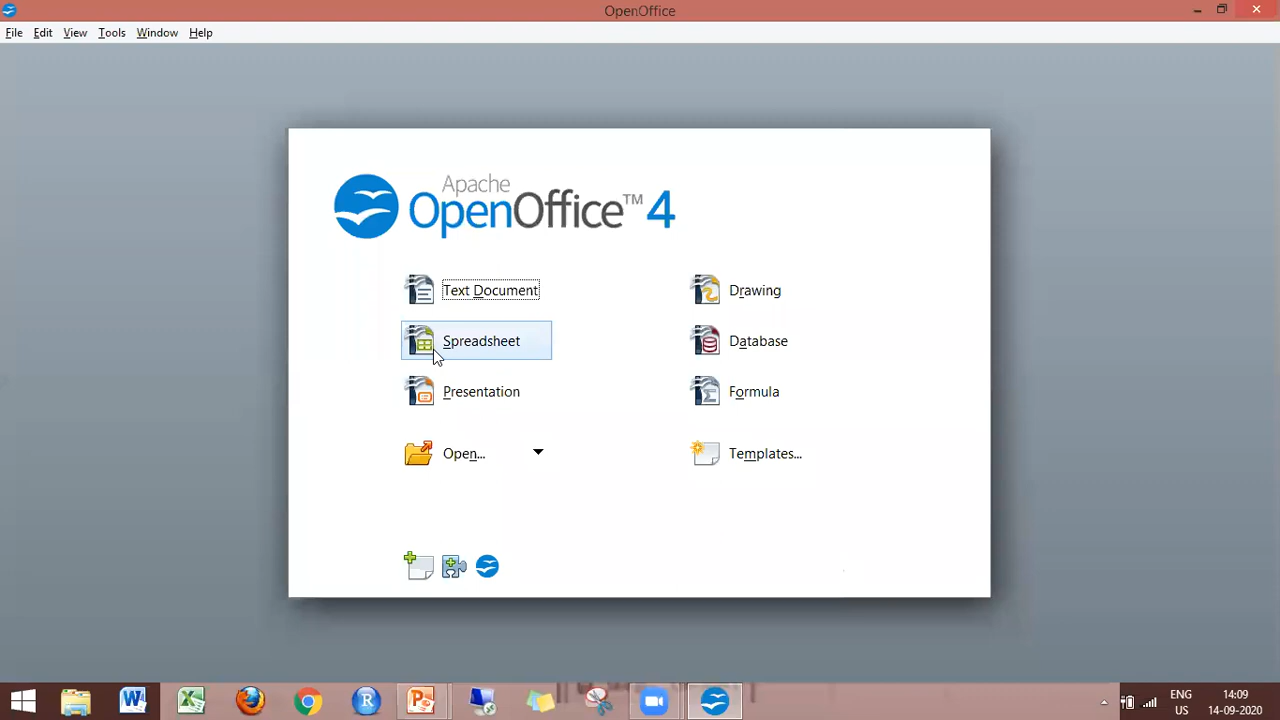 OpenOffice
File Edit View Tools Window Help
Apache
OpenOffice™ 4
Text Document
Drawing
Spreadsheet
Database
Presentation
Formula
Open...
Templates...
ENG
US
14:09
14-09-2020